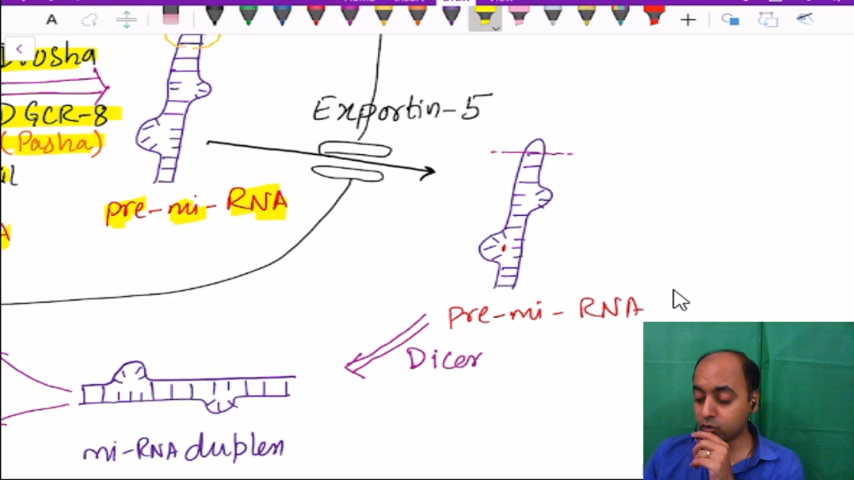 Drosha
DGCR-8
(Pasha)
Exportin-5
pre-mi-RNA
pre-mi-RNA
Dicer
mi-RNA duplex